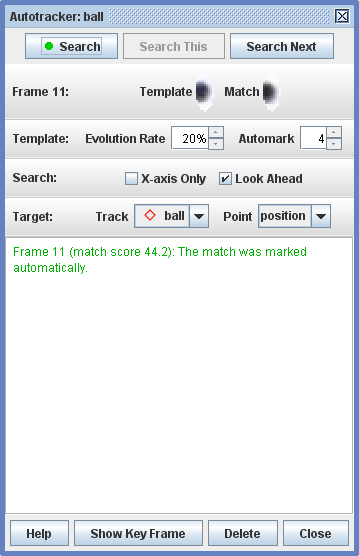 Autotracker: ball
Search Search This Search Next
Frame 11: Template Match
Template: Evolution Rate 20% Automark 4
Search: X-axis Only Look Ahead
Target: Track ball Point position
Frame 11 (match score 44.2): The match was marked
automatically.
Help Show Key Frame Delete Close